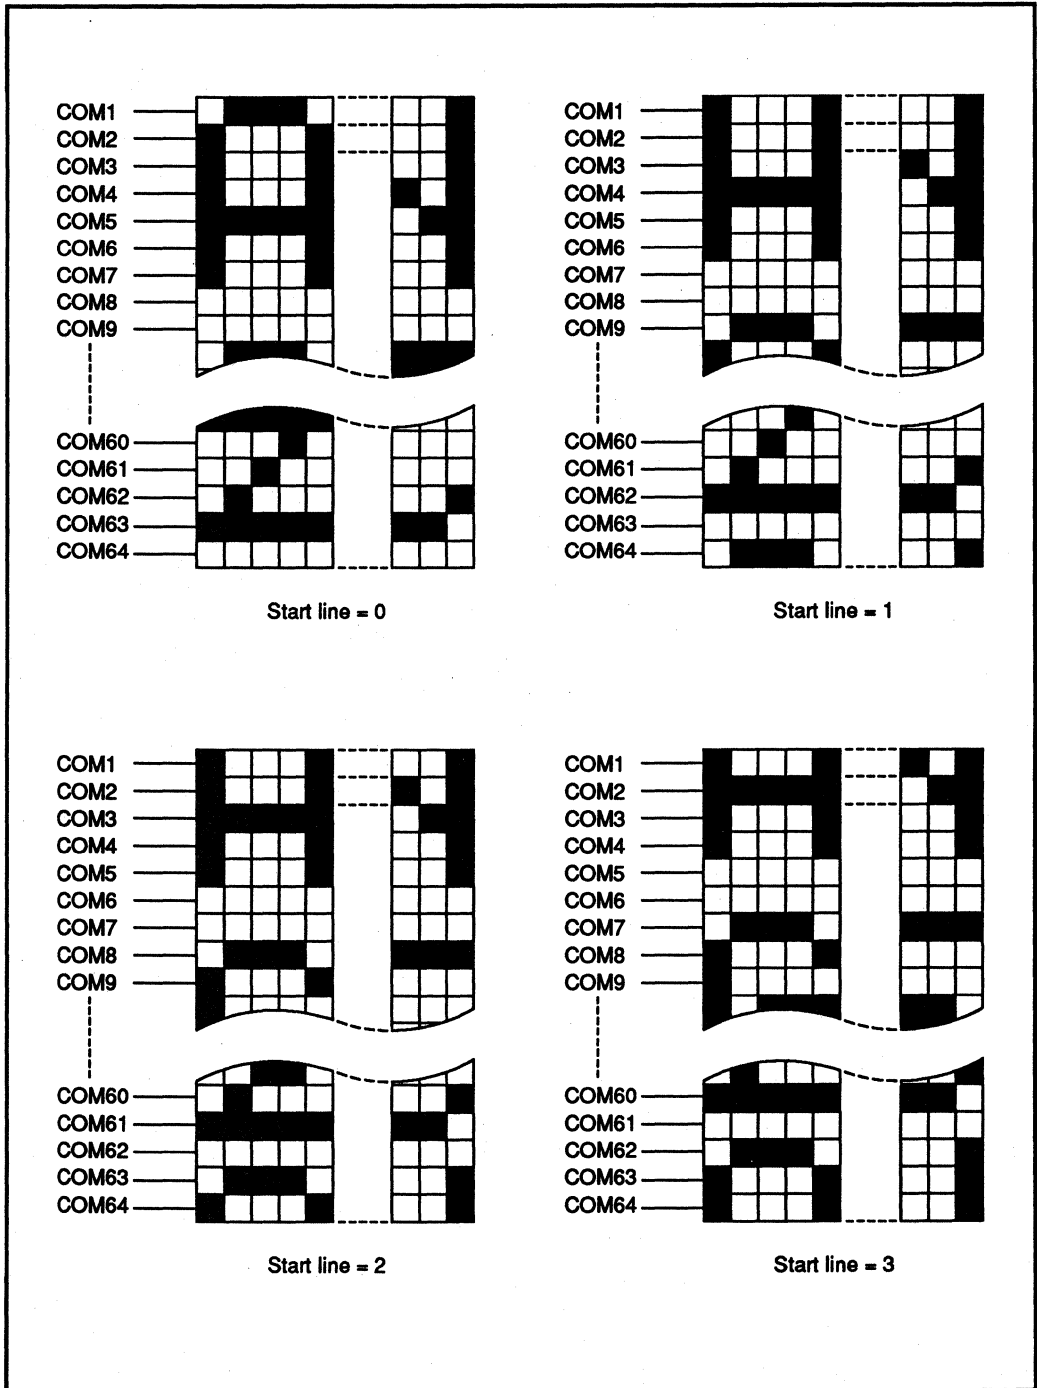 COM1
COM2
COM3
COM4
COM5
COM6
COM7
COM8
COM9
COM60
COM61
COM62
COM63
COM64
Start line = 0
COM1
COM2
COM3
COM4
COM5
COM6
COM7
COM8
COM9
COM60
COM61
COM62
COM63
COM64
Start line = 1
COM1
COM2
COM3
COM4
COM5
COM6
COM7
COM8
COM9
COM60
COM61
COM62
COM63
COM64
Start line = 2
COM1
COM2
COM3
COM4
COM5
COM6
COM7
COM8
COM9
COM60
COM61
COM62
COM63
COM64
Start line = 3